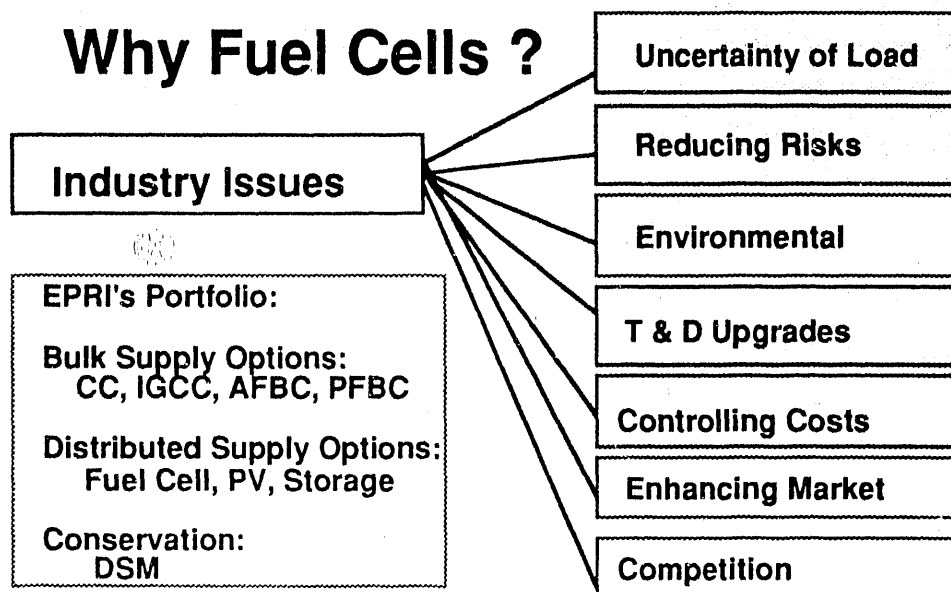 Why Fuel Cells ?
Industry Issues
EPRI's Portfolio:
Bulk Supply Options:
CC, IGCC, AFBC, PFBC
Distributed Supply Options:
Fuel Cell, PV, Storage
Conservation:
DSM
Uncertainty of Load
Reducing Risks
Environmental
T & D Upgrades
Controlling Costs
Enhancing Market
Competition